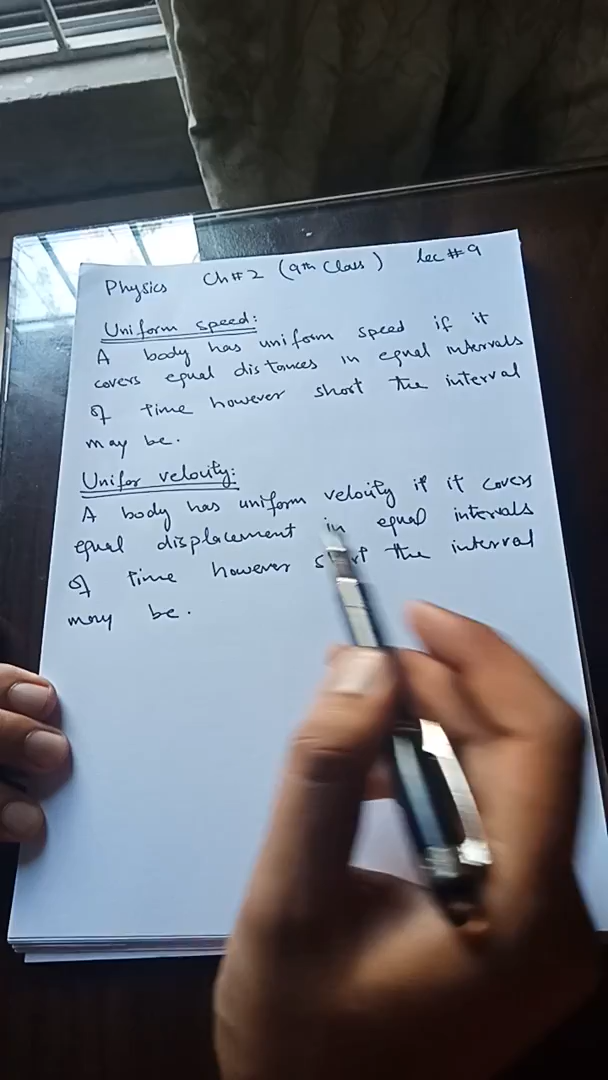 Physics Ch#2 (9th Class) Lec #9
Uniform speed:
A body has uniform speed if it
covers equal distances in equal intervals
of time however short the interval
may be.
Unifor velocity:
A body has uniform velocity if it covers
equal displacement in equal intervals
of time however short the interval
may be.